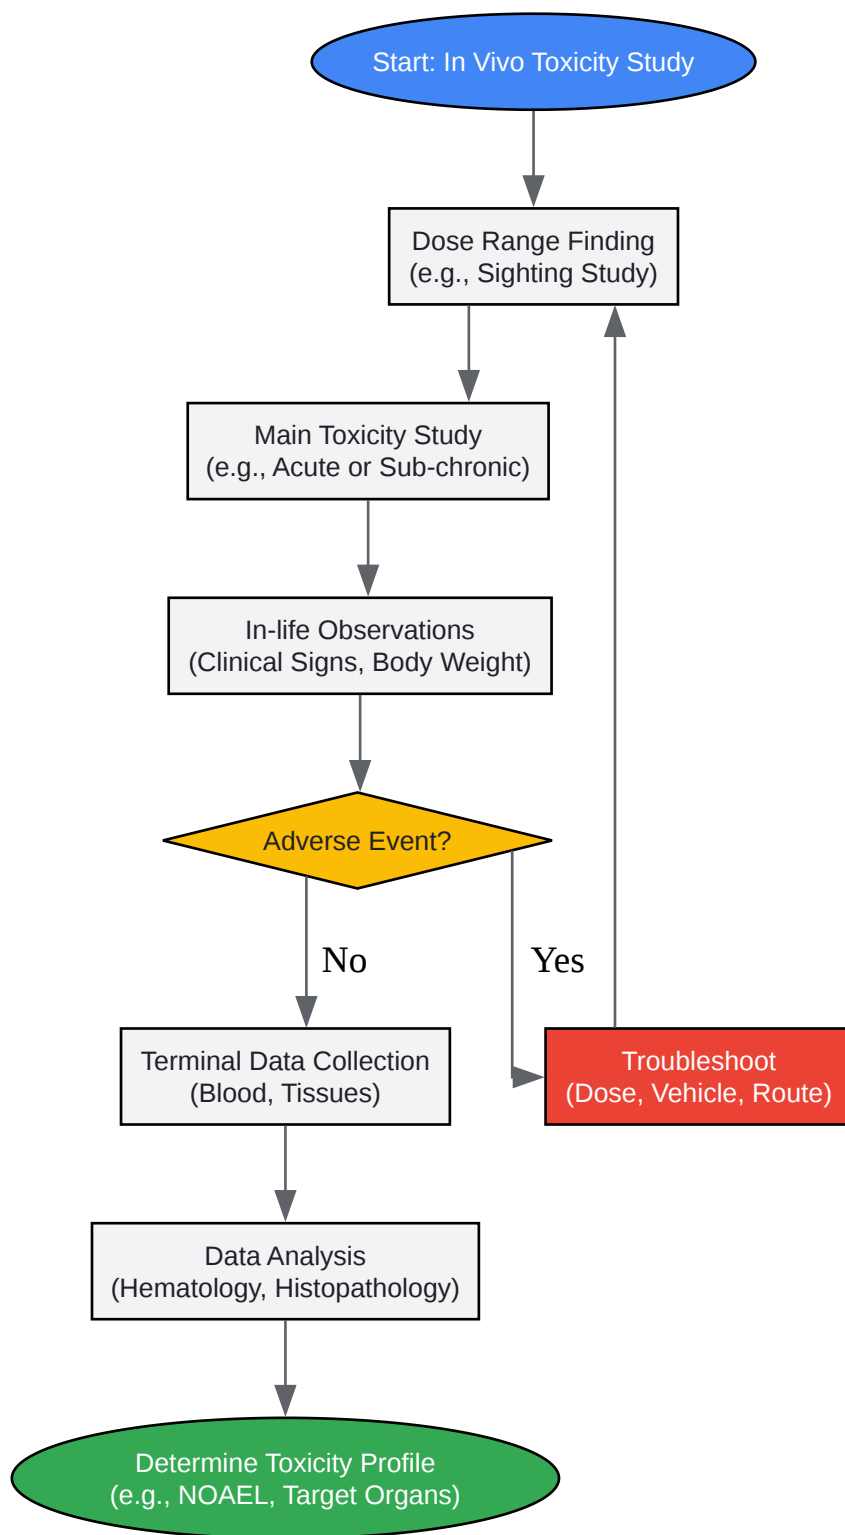 Start: In Vivo Toxicity Study
Dose Range Finding
(e.g., Sighting Study)
Main Toxicity Study
(e.g., Acute or Sub-chronic)
In-life Observations
(Clinical Signs, Body Weight)
Adverse Event?
No
Yes
Terminal Data Collection
(Blood, Tissues)
Troubleshoot
(Dose, Vehicle, Route)
Data Analysis
(Hematology, Histopathology)
Determine Toxicity Profile
(e.g., NOAEL, Target Organs)